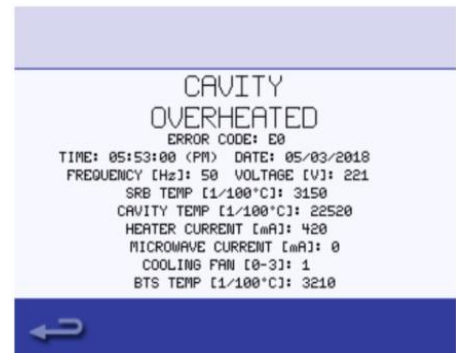 CAVITY
OVERHEATED
ERROR CODE: E0
TIME: 05:53:00 (PM) DATE: 05/03/2018
FREQUENCY [Hz]: 50 VOLTAGE [V]: 221
SRB TEMP [1/100°C]: 3150
CAVITY TEMP [1/100°C]: 22520
HEATER CURRENT [mA]: 420
MICROWAVE CURRENT [mA]: 0
COOLING FAN [0-3]: 1
BTS TEMP [1/100°C]: 3210